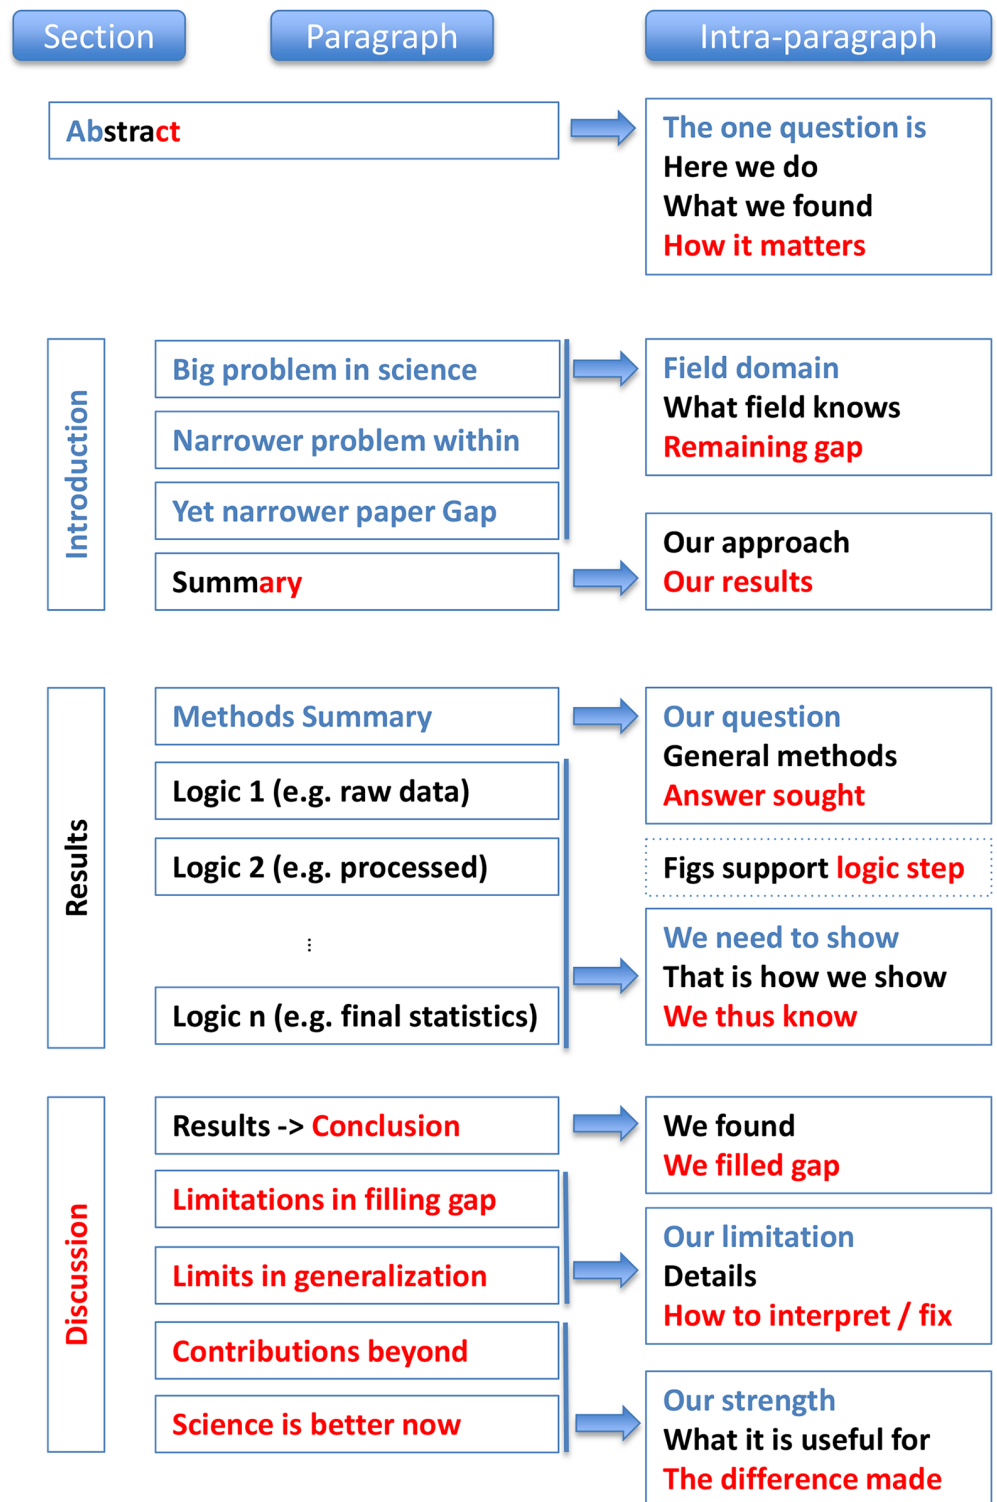 Section
Paragraph
Intra-paragraph
Abstract
The one question is
Here we do
What we found
How it matters
Introduction
Big problem in science
Narrower problem within
Yet narrower paper Gap
Summary
Field domain
What field knows
Remaining gap
Our approach
Our results
Results
Methods Summary
Logic 1 (e.g. raw data)
Logic 2 (e.g. processed)
...
Logic n (e.g. final statistics)
Our question
General methods
Answer sought
Figs support logic step
We need to show
That is how we show
We thus know
Discussion
Results -> Conclusion
Limitations in filling gap
Limits in generalization
Contributions beyond
Science is better now
We found
We filled gap
Our limitation
Details
How to interpret / fix
Our strength
What it is useful for
The difference made